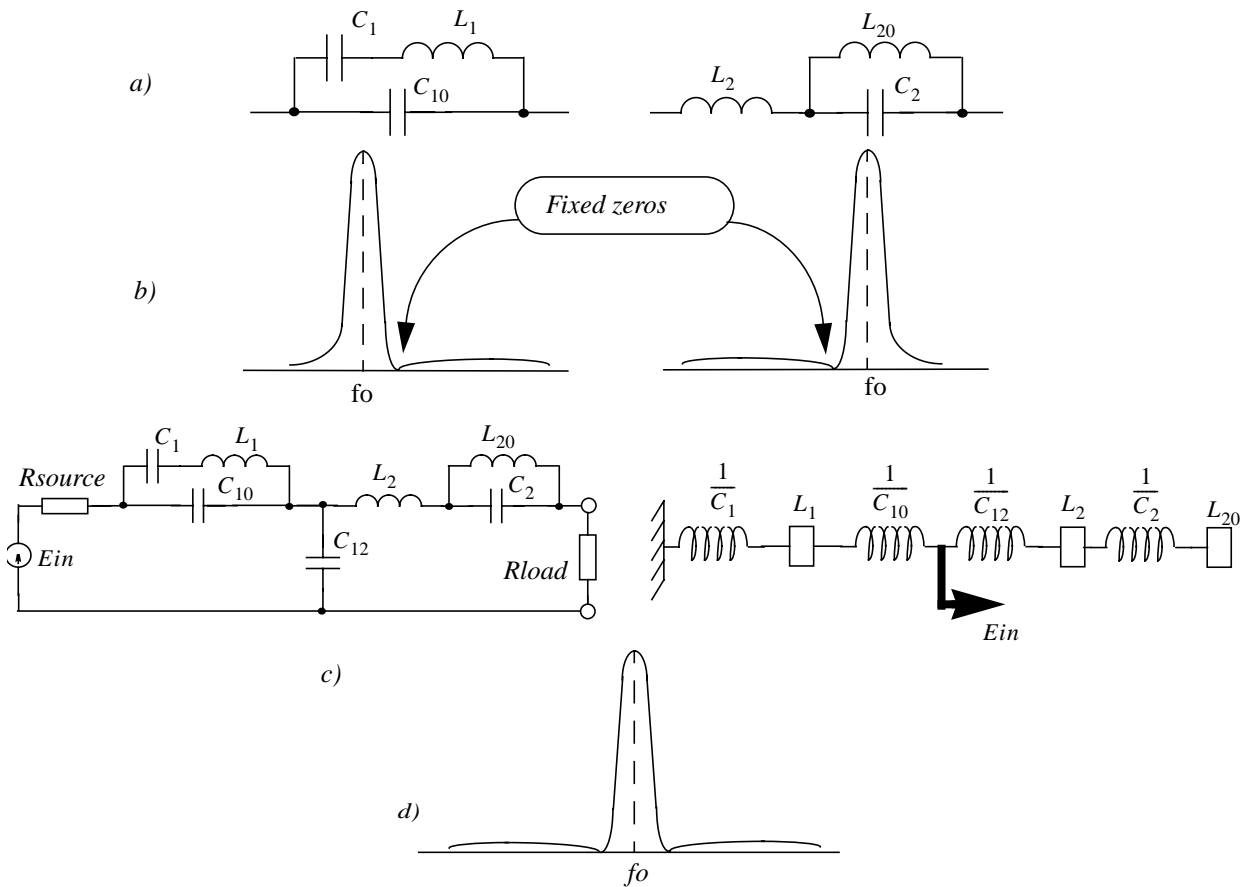 C1 L1
C10
a)
L20
L2 C2
Fixed zeros
b)
fo
fo
C1 L1
Rsource
C10
L2
L20
C2
C12
Ein
Rload
1/C1 L1 1/C10 1/C12 L2 1/C2 L20
Ein
c)
d)
fo